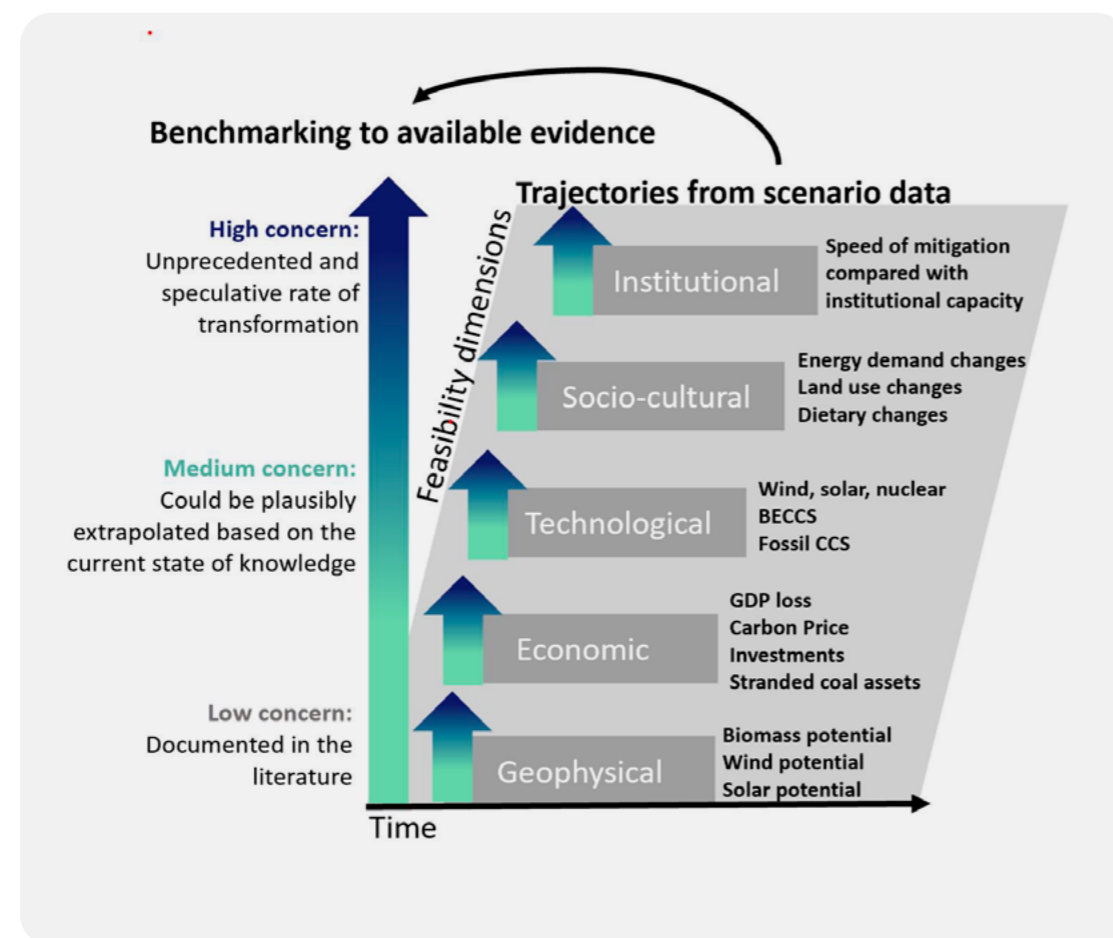 Benchmarking to available evidence
Trajectories from scenario data
High concern:
Unprecedented and
speculative rate of
transformation
Medium concern:
Could be plausibly
extrapolated based on the
current state of knowledge
Low concern:
Documented in the
literature
Feasibility dimensions
Institutional
Speed of mitigation
compared with
institutional capacity
Socio-cultural
Energy demand changes
Land use changes
Dietary changes
Technological
Wind, solar, nuclear
BECCS
Fossil CCS
Economic
GDP loss
Carbon Price
Investments
Stranded coal assets
Geophysical
Biomass potential
Wind potential
Solar potential
Time